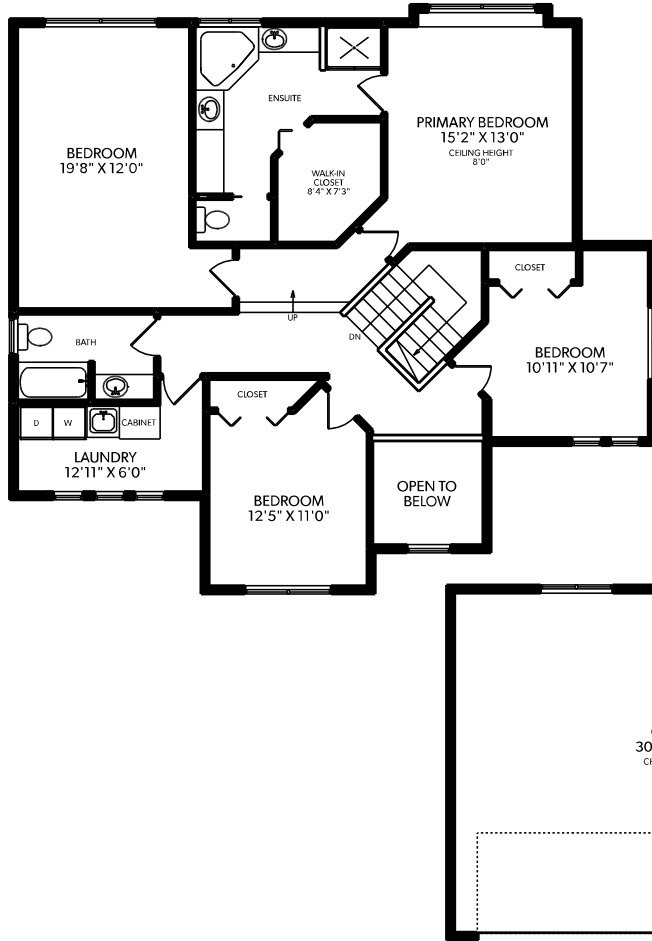 ENSUITE
PRIMARY BEDROOM
15'2" X 13'0"
CEILING HEIGHT
8'0"
BEDROOM
19'8" X 12'0"
WALK-IN
CLOSET
8'4" X 7'3"
CLOSET
UP
DN
BATH
BEDROOM
10'11" X 10'7"
CLOSET
D W CABINET
LAUNDRY
12'11" X 6'0"
BEDROOM
12'5" X 11'0"
OPEN TO
BELOW
30